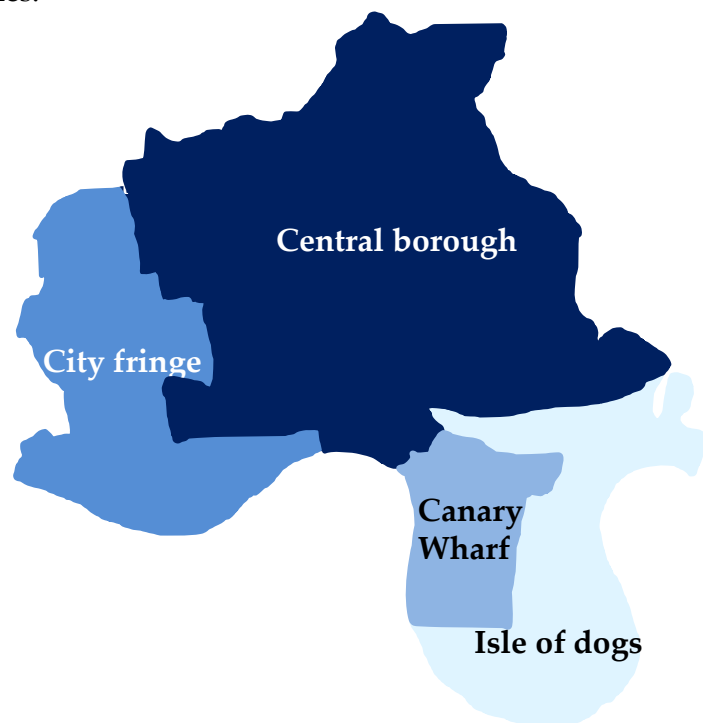 Central borough
City fringe
Canary
Wharf
Isle of dogs